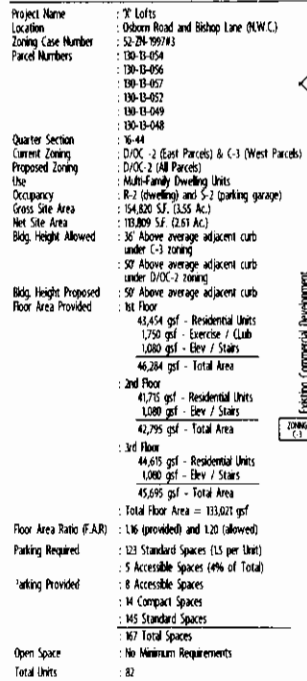 Project Name : 'X' Lofts
Location : Osborn Road and Bishop Lane (N.W.C.)
Zoning Case Number : 52-ZN-1997#3
Parcel Numbers : 130-13-054
: 130-13-056
: 130-13-057
: 130-13-052
: 130-13-049
: 130-13-048
Quarter Section : 16-44
Current Zoning : D/OC -2 (East Parcels) & C-3 (West Parcels)
Proposed Zoning : D/OC-2 (All Parcels)
Use : Multi-Family Dwelling Units
Occupancy : R-2 (dwelling) and S-2 (parking garage)
Gross Site Area : 154,820 S.F. (3.55 Ac.)
Net Site Area : 113,809 S.F. (2.61 Ac.)
Bldg. Height Allowed : 36' Above average adjacent curb
under C-3 zoning
: 50' Above average adjacent curb
under D/OC-2 zoning
Bldg. Height Proposed : 50' Above average adjacent curb
Floor Area Provided : 1st Floor
43,454 gsf - Residential Units
1,750 gsf - Exercise / Club
1,080 gsf - Elev / Stairs
46,284 gsf - Total Area
: 2nd Floor
41,715 gsf - Residential Units
1,080 gsf - Elev / Stairs
42,795 gsf - Total Area
: 3rd Floor
44,615 gsf - Residential Units
1,080 gsf - Elev / Stairs
45,695 gsf - Total Area
: Total Floor Area = 133,021 gsf
Floor Area Ratio (F.A.R) : 1.16 (provided) and 1.20 (allowed)
Parking Required : 123 Standard Spaces (1.5 per Unit)
: 5 Accessible Spaces (4% of Total)
Parking Provided : 8 Accessible Spaces
: 14 Compact Spaces
: 145 Standard Spaces
: 167 Total Spaces
Open Space : No Minimum Requirements
Total Units : 82
Existing Commercial Development
ZONING
C-3